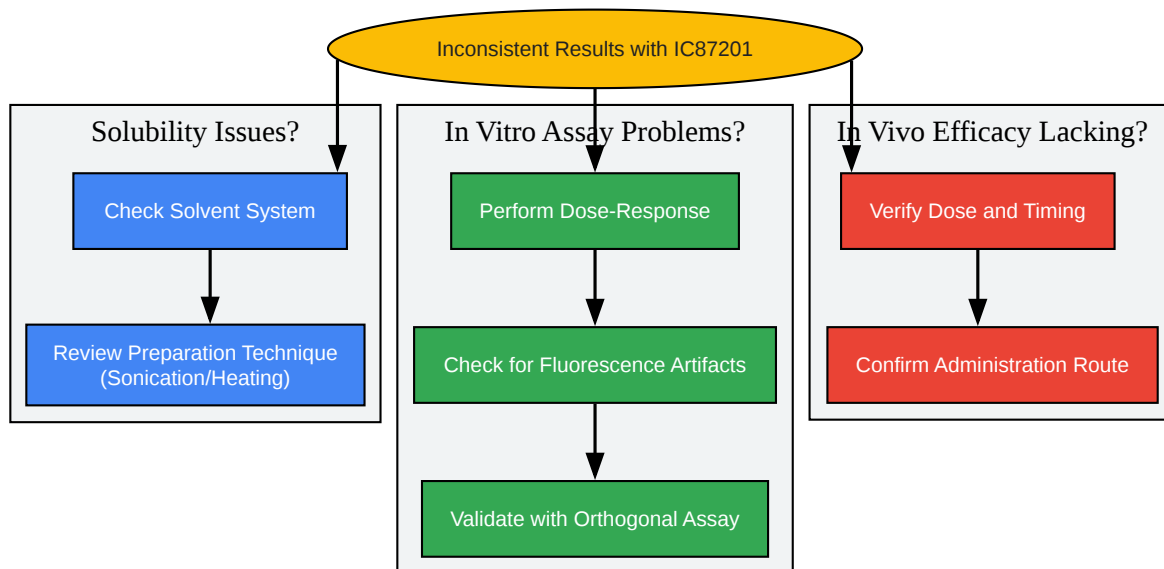 Inconsistent Results with IC87201
Solubility Issues?
Check Solvent System
Review Preparation Technique
(Sonication/Heating)
In Vitro Assay Problems?
Perform Dose-Response
Check for Fluorescence Artifacts
Validate with Orthogonal Assay
In Vivo Efficacy Lacking?
Verify Dose and Timing
Confirm Administration Route